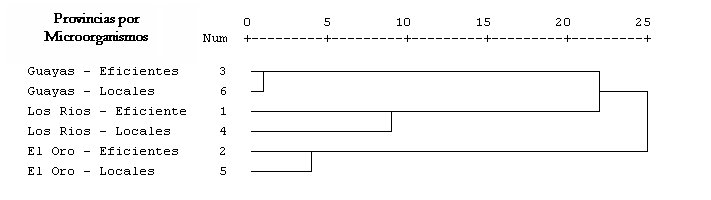 Provincias por
Microorganismos
0 5 10 15 20 25
Num
Guayas - Eficientes 3
Guayas - Locales 6
Los Rios - Eficiente 1
Los Rios - Locales 4
El Oro - Eficientes 2
El Oro - Locales 5